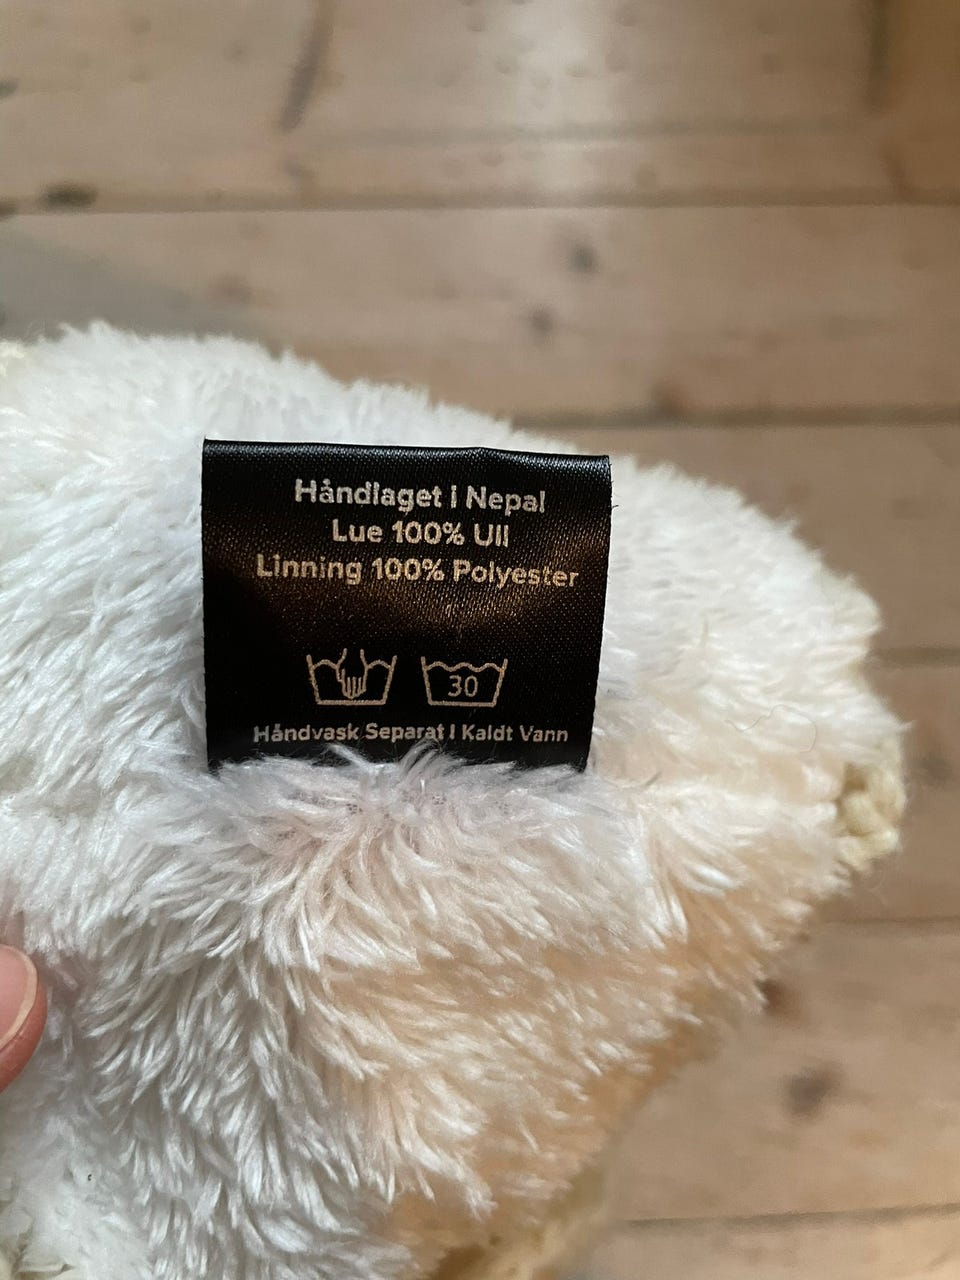 Håndlaget i Nepal
Lue 100% Ull
Linning 100% Polyester
30
Håndvask Separat I Kaldt Vann